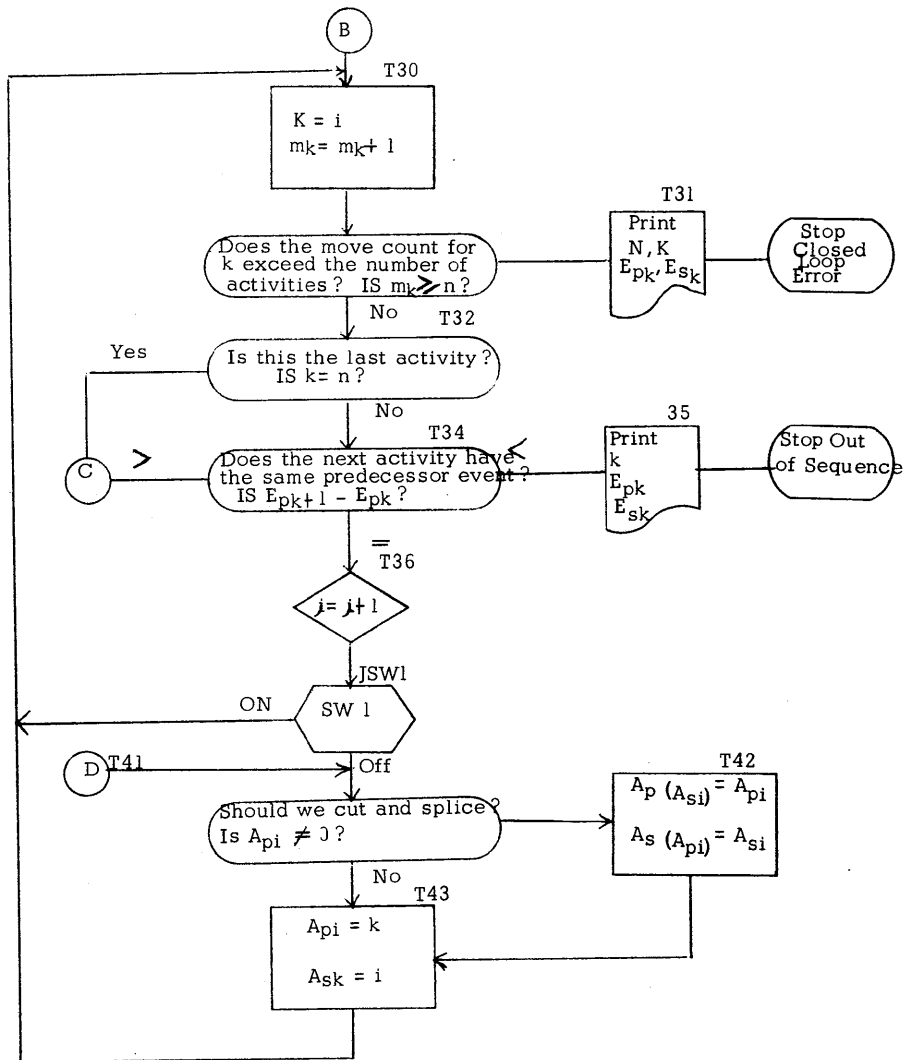 B
T30
K = i
mk= mk+ 1
T31
Print
N, K
Epk, Esk
Stop
Closed
Loop
Error
Does the move count for
k exceed the number of
activities ? IS mk ⩾ n ?
No
T32
Yes
Is this the last activity ?
IS k= n ?
No
T34
C
>
<
Does the next activity have
the same predecessor event ?
IS Epk+1 - Epk ?
35
Print
k
Epk
Esk
Stop Out
of Sequence
=
T36
j= j+ 1
JSW1
ON
SW 1
Off
D
T41
Should we cut and splice ?
Is Api ≠ 0 ?
T42
Ap (Asi) = Api
As (Api) = Asi
No
T43
Api = k
Ask = i